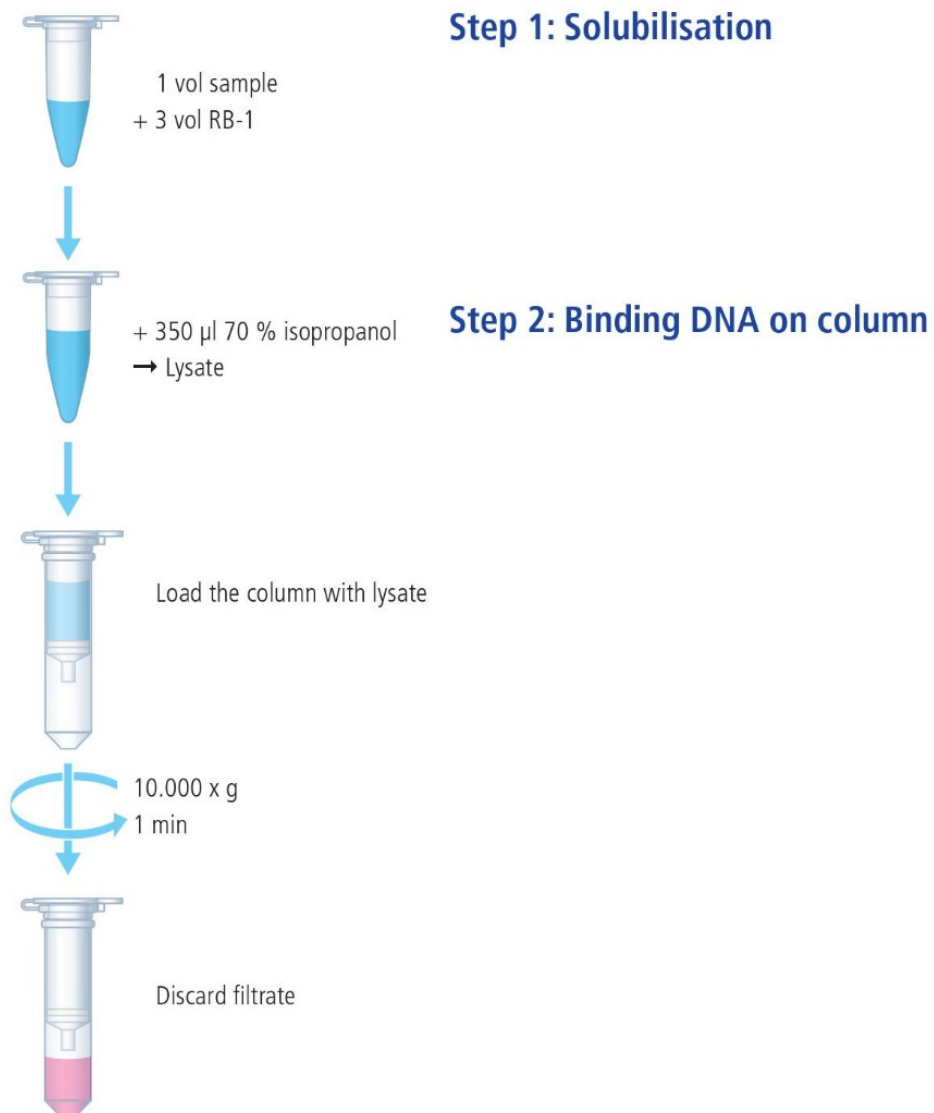 Step 1: Solubilisation
1 vol sample
+ 3 vol RB-1
Step 2: Binding DNA on column
+ 350 µl 70 % isopropanol
➞ Lysate
Load the column with lysate
10.000 x g
1 min
Discard filtrate